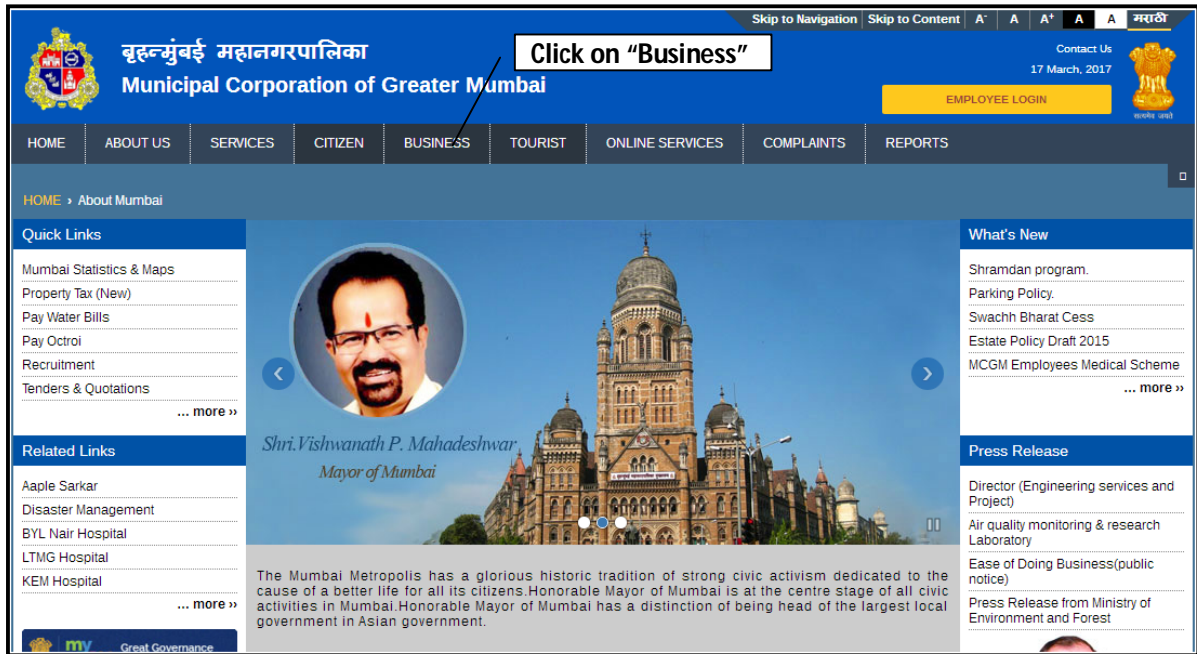 Skip to Navigation Skip to Content A- A A+ A A मराठी
बृहन्मुंबई महानगरपालिका
Municipal Corporation of Greater Mumbai
Click on “Business”
Contact Us
17 March, 2017
EMPLOYEE LOGIN
सत्यमेव जयते
HOME ABOUT US SERVICES CITIZEN BUSINESS TOURIST ONLINE SERVICES COMPLAINTS REPORTS
HOME › About Mumbai
Quick Links
Mumbai Statistics & Maps
Property Tax (New)
Pay Water Bills
Pay Octroi
Recruitment
Tenders & Quotations
... more ››
Related Links
Aaple Sarkar
Disaster Management
BYL Nair Hospital
LTMG Hospital
KEM Hospital
... more ››
my Great Governance
Shri.Vishwanath P. Mahadeshwar
Mayor of Mumbai
The Mumbai Metropolis has a glorious historic tradition of strong civic activism dedicated to the
cause of a better life for all its citizens.Honorable Mayor of Mumbai is at the centre stage of all civic
activities in Mumbai.Honorable Mayor of Mumbai has a distinction of being head of the largest local
government in Asian government.
What's New
Shramdan program.
Parking Policy.
Swachh Bharat Cess
Estate Policy Draft 2015
MCGM Employees Medical Scheme
... more ››
Press Release
Director (Engineering services and
Project)
Air quality monitoring & research
Laboratory
Ease of Doing Business(public
notice)
Press Release from Ministry of
Environment and Forest